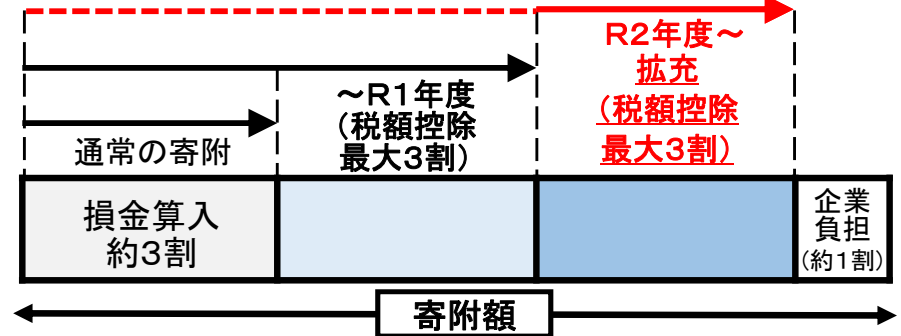 R2年度～
拡充
(税額控除
最大3割)
～R1年度
(税額控除
最大3割)
通常の寄附
損金算入
約3割
企業
負担
(約1割)
寄附額